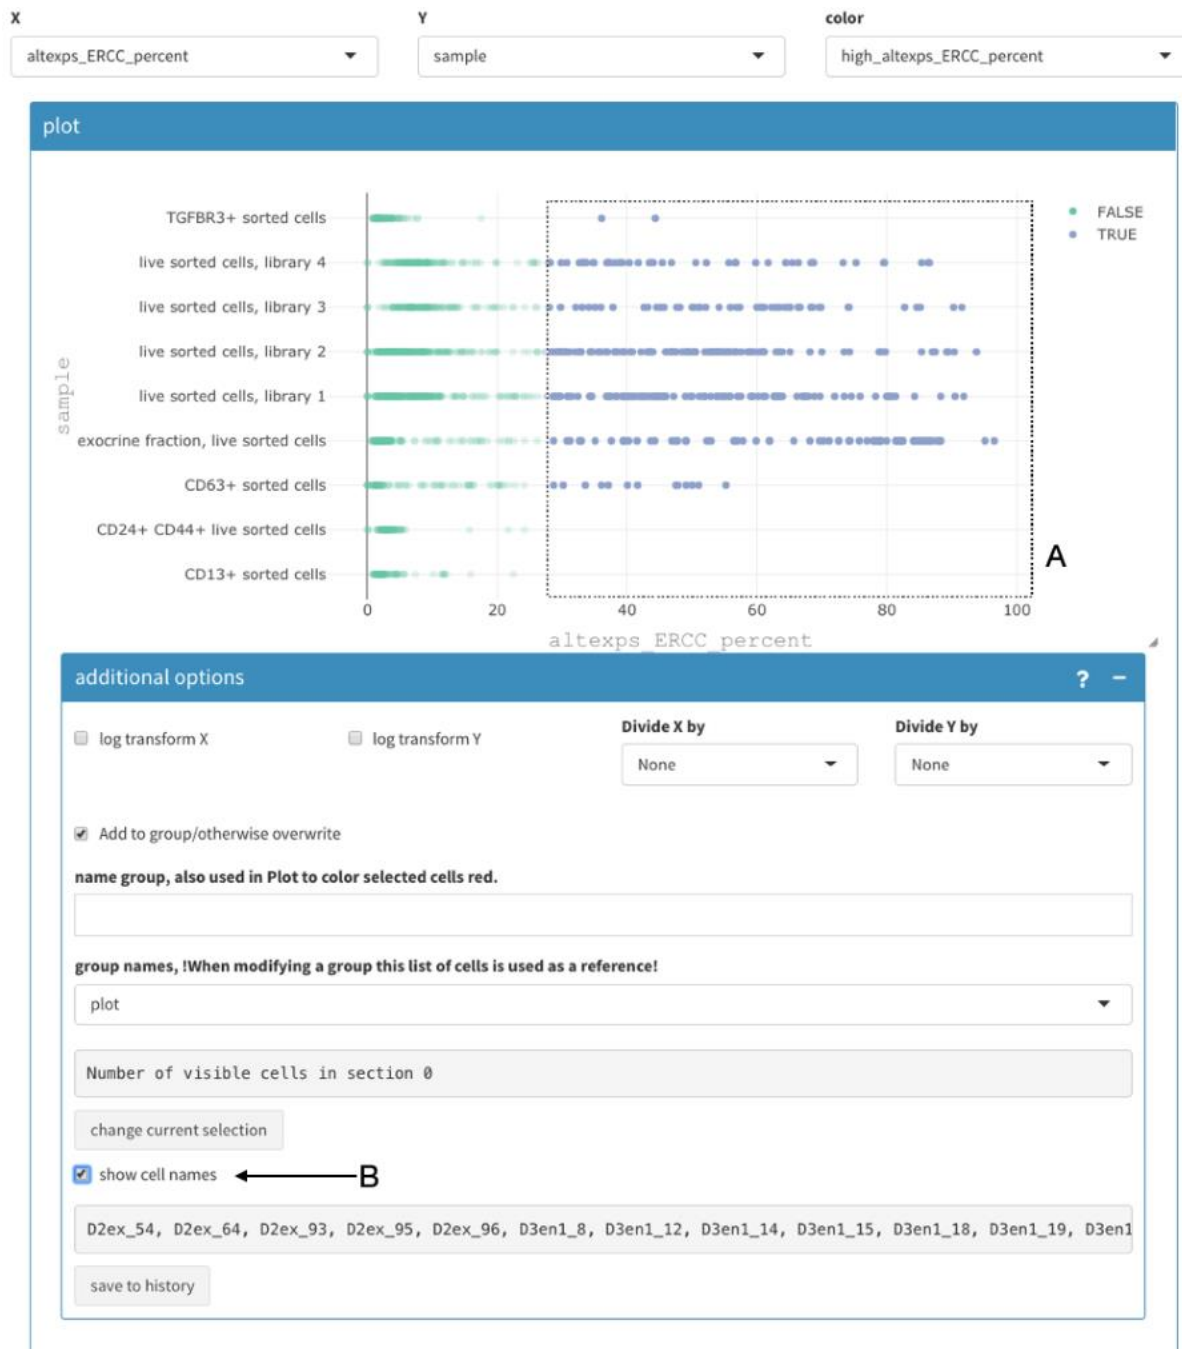 X Y color
altexps_ERCC_percent sample high_altexps_ERCC_percent
plot
TGFBR3+ sorted cells
live sorted cells, library 4
live sorted cells, library 3
live sorted cells, library 2
live sorted cells, library 1
exocrine fraction, live sorted cells
CD63+ sorted cells
CD24+ CD44+ live sorted cells
CD13+ sorted cells
sample
FALSE
TRUE
A
0 20 40 60 80 100
altexps_ERCC_percent
additional options ? −
log transform X log transform Y Divide X by Divide Y by
None None
Add to group/otherwise overwrite
name group, also used in Plot to color selected cells red.
group names, !When modifying a group this list of cells is used as a reference!
plot
Number of visible cells in section 0
change current selection
show cell names B
D2ex_54, D2ex_64, D2ex_93, D2ex_95, D2ex_96, D3en1_8, D3en1_12, D3en1_14, D3en1_15, D3en1_18, D3en1_19, D3en1
save to history